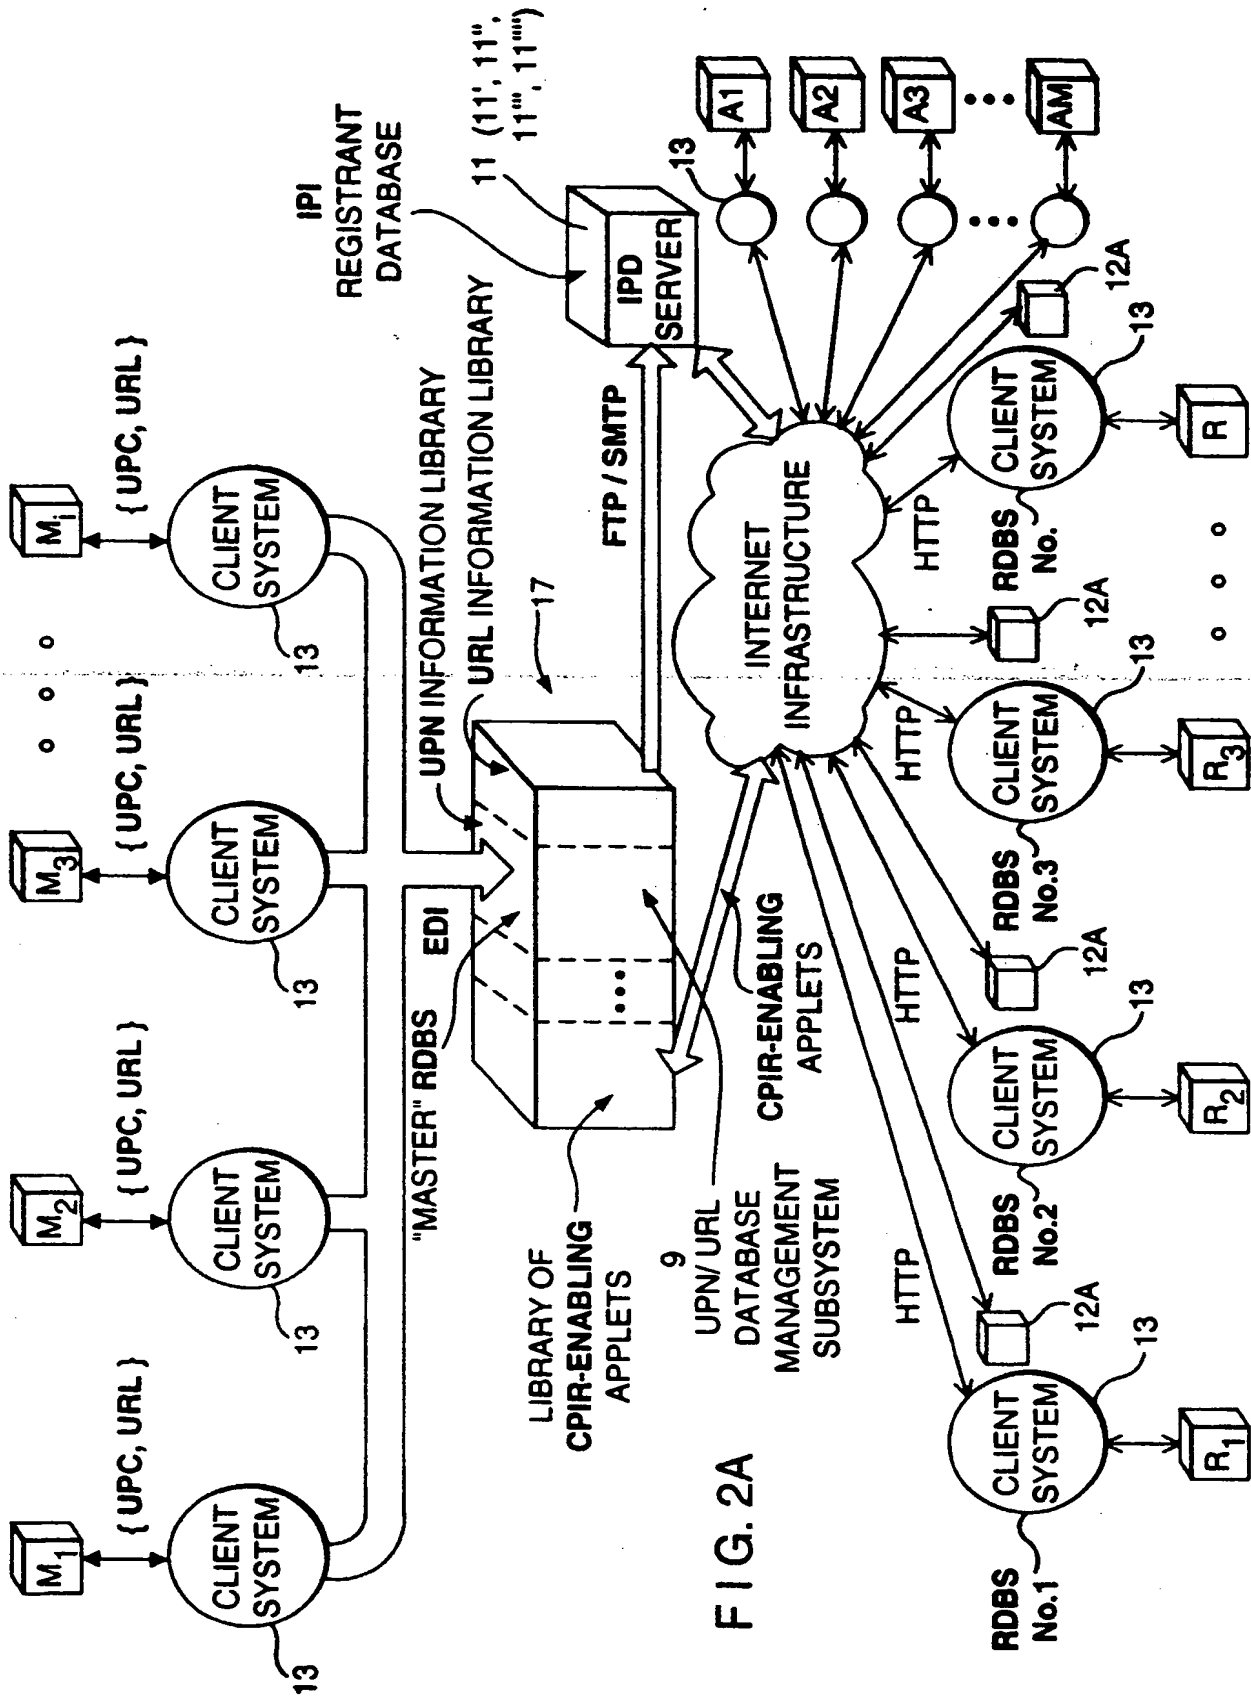 M1
M2
M3
Mi
{ UPC, URL }
{ UPC, URL }
{ UPC, URL }
{ UPC, URL }
CLIENT
SYSTEM
CLIENT
SYSTEM
CLIENT
SYSTEM
CLIENT
SYSTEM
13
13
13
13
"MASTER" RDBS
EDI
UPN INFORMATION LIBRARY
URL INFORMATION LIBRARY
17
IPI
REGISTRANT
DATABASE
11 (11', 11",
11''', 11'''')
IPD
SERVER
FTP / SMTP
LIBRARY OF
CPIR-ENABLING
APPLETS
9
UPN/ URL
DATABASE
MANAGEMENT
SUBSYSTEM
CPIR-ENABLING
APPLETS
INTERNET
INFRASTRUCTURE
13
A1
A2
A3
AM
HTTP
HTTP
HTTP
HTTP
12A
12A
12A
12A
CLIENT
SYSTEM
CLIENT
SYSTEM
CLIENT
SYSTEM
CLIENT
SYSTEM
13
13
13
13
RDBS
No.1
RDBS
No.2
RDBS
No.3
RDBS
No.
R1
R2
R3
R
FIG. 2A